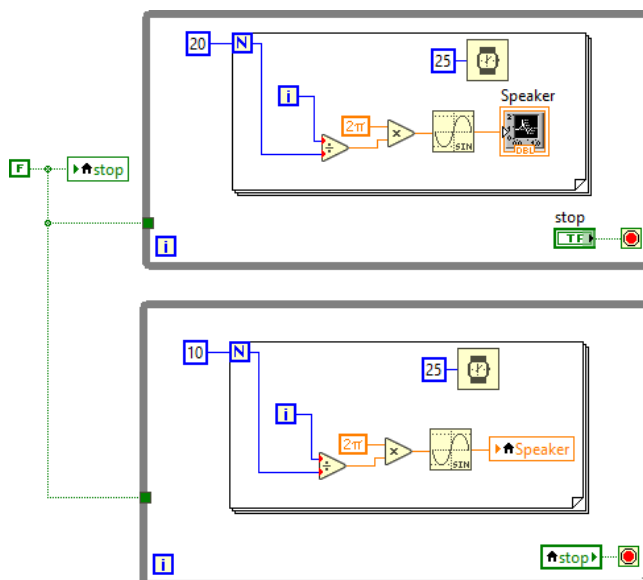 20
N
25
i
Speaker
2π
÷
×
SIN
DBL
F
stop
stop
TF
i
10
N
25
i
2π
÷
×
SIN
Speaker
stop
i